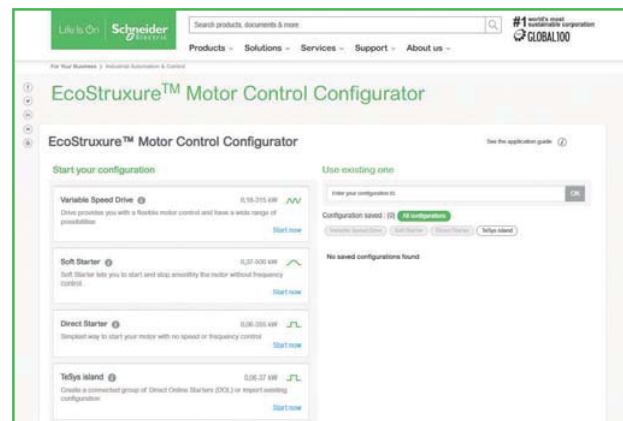 Life Is On
Schneider
Electric
Search products, documents & more
#1 world's most
sustainable corporation
GLOBAL100
Products
Solutions
Services
Support
About us
For Your Business > Industrial Automation & Control
EcoStruxure™ Motor Control Configurator
EcoStruxure™ Motor Control Configurator
See the application guide
Start your configuration
Variable Speed Drive
0,18-315 kW
Drive provides you with a flexible motor control and have a wide range of
possibilities
Start now
Soft Starter
0,37-500 kW
Soft Starter lets you to start and stop smoothly the motor without frequency
control.
Start now
Direct Starter
0,06-355 kW
Simplest way to start your motor with no speed or frequency control
Start now
TeSys island
0,06-37 kW
Create a connected group of Direct Online Starters (DOL) or import existing
configuration
Start now
Use existing one
Enter your configuration ID
OK
Configuration saved : (0) All configurations
Variable Speed Drive
Soft Starter
Direct Starter
TeSys island
No saved configurations found